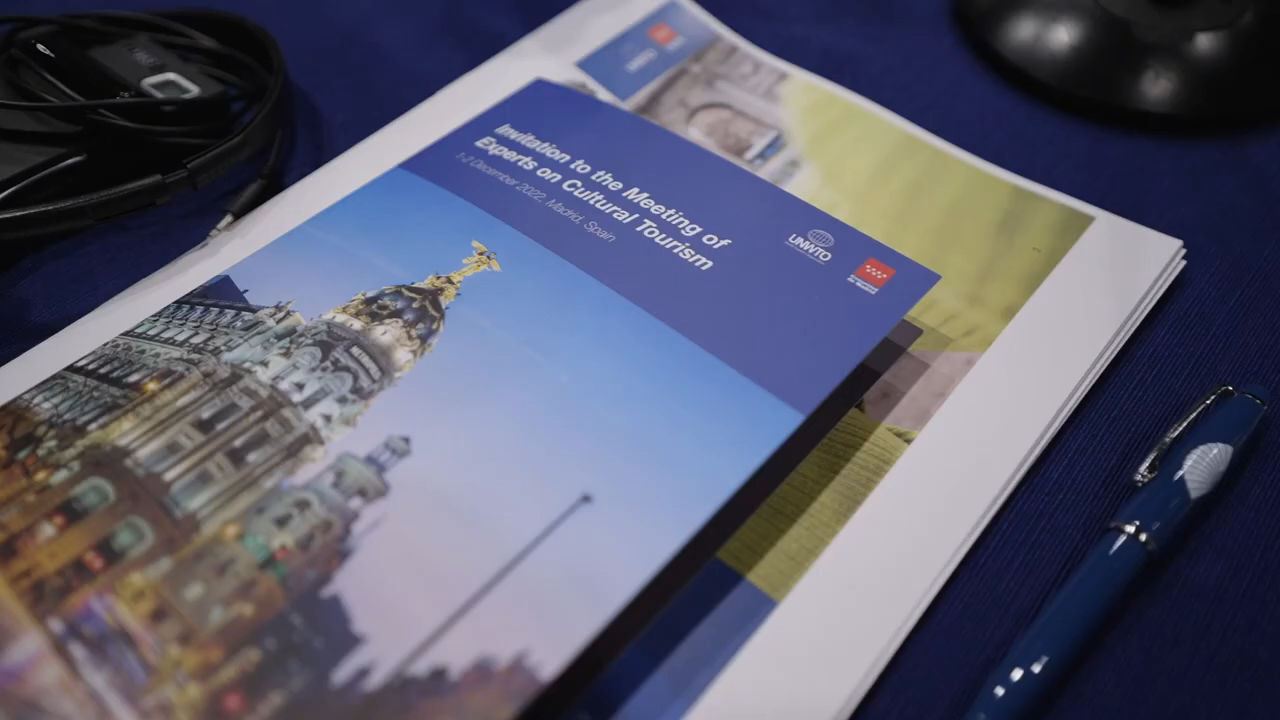 Invitation to the Meeting of
Experts on Cultural Tourism
1-2 December 2022, Madrid, Spain
UNWTO